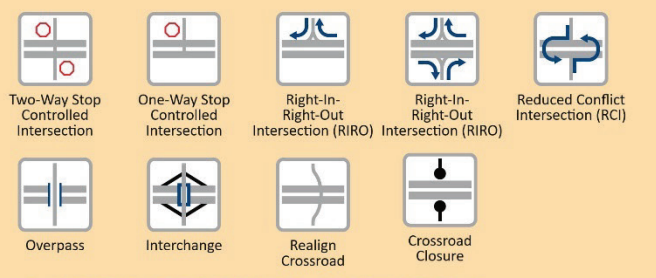 Two-Way Stop
Controlled
Intersection
One-Way Stop
Controlled
Intersection
Right-In-
Right-Out
Intersection (RIRO)
Right-In-
Right-Out
Intersection (RIRO)
Reduced Conflict
Intersection (RCI)
Overpass
Interchange
Realign
Crossroad
Crossroad
Closure